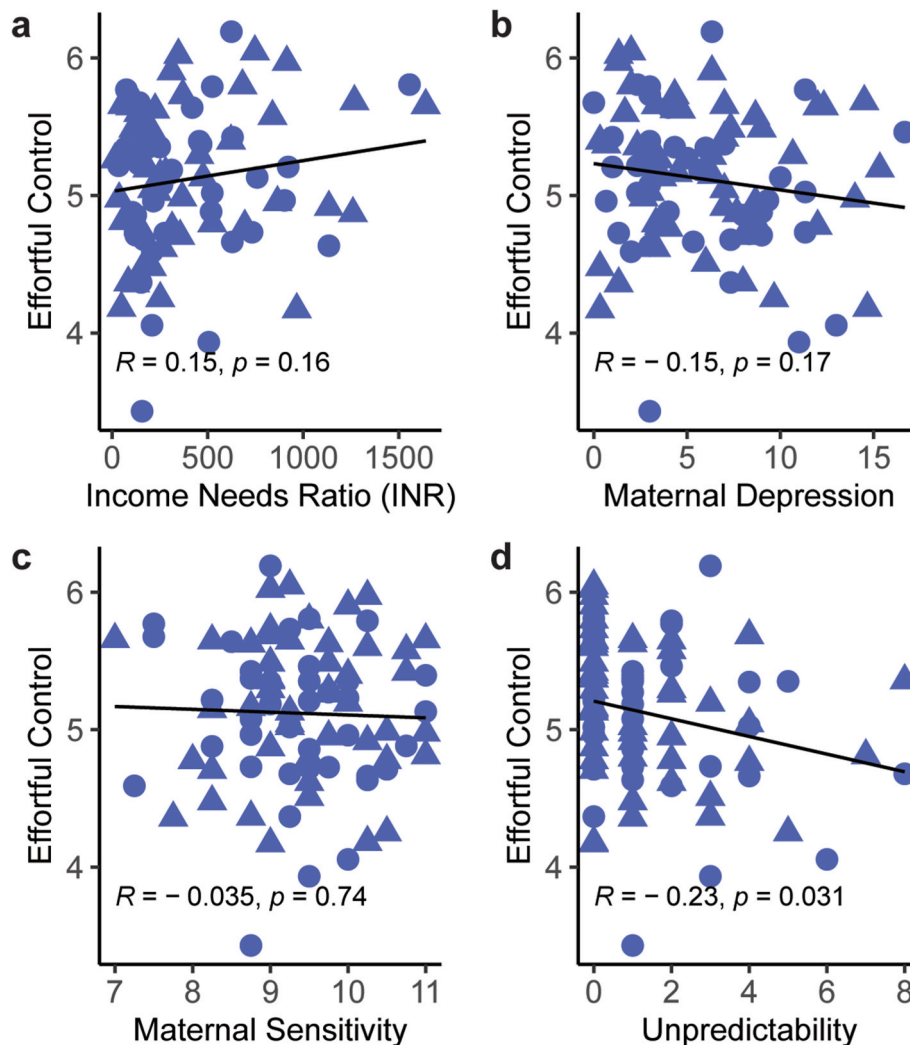 a
6
5
4
Effortful Control
R = 0.15, p = 0.16
0 500 1000 1500
Income Needs Ratio (INR)
b
6
5
4
Effortful Control
R = − 0.15, p = 0.17
0 5 10 15
Maternal Depression
c
6
5
4
Effortful Control
R = − 0.035, p = 0.74
7 8 9 10 11
Maternal Sensitivity
d
6
5
4
Effortful Control
R = −0.23, p = 0.031
0 2 4 6 8
Unpredictability